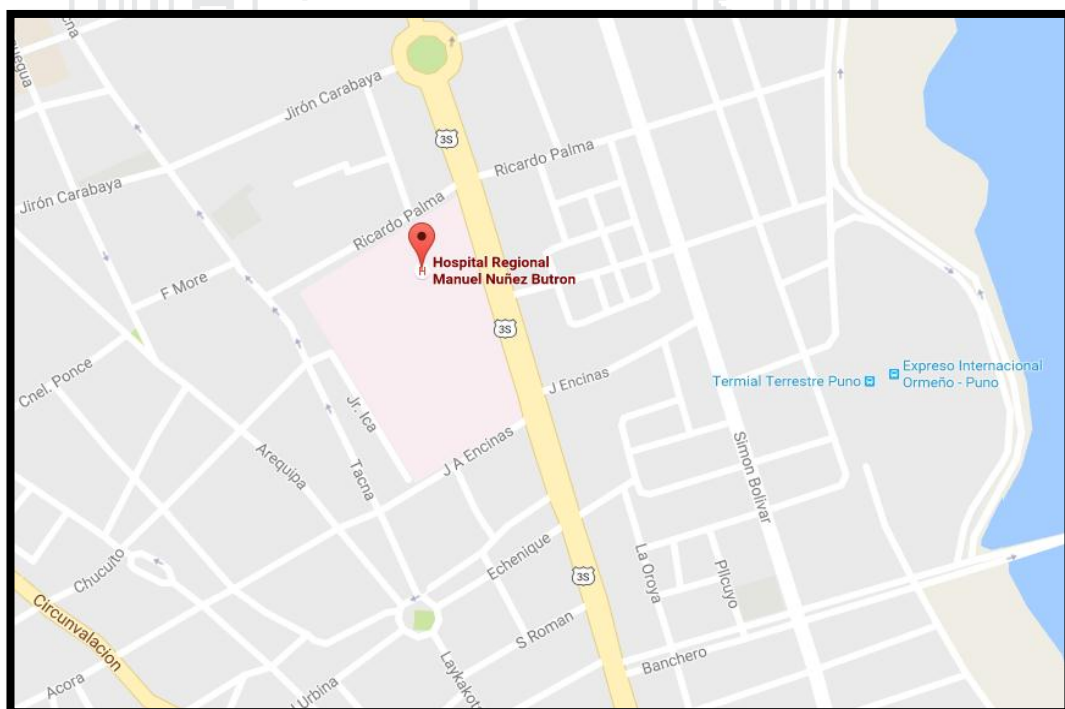 Tacna
Jirón Carabaya
3S
Ricardo Palma
Jirón Carabaya
Ricardo Palma
Hospital Regional
Manuel Nuñez Butron
F More
3S
Cnel. Ponce
J Encinas
Termial Terrestre Puno
Expreso Internacional
Ormeño - Puno
Jr. Ica
Arequipa
Tacna
J A Encinas
Simon Bolivar
Chucuito
Echenique
La Oroya
Plicuyo
3S
Circunvalacion
S Roman
Banchero
Acora
Urbina
Laykakota